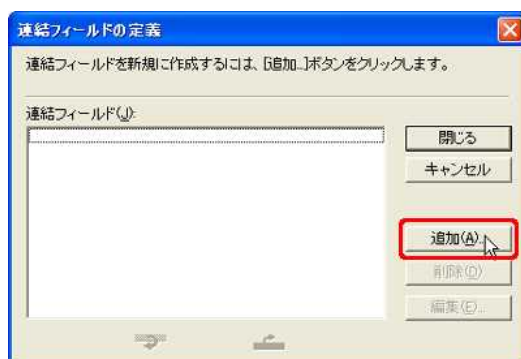 連結フィールドの定義
連結フィールドを新規に作成するには、[追加...]ボタンをクリックします。
連結フィールド(J):
閉じる
キャンセル
追加(A)...
削除(D)
編集(E)...